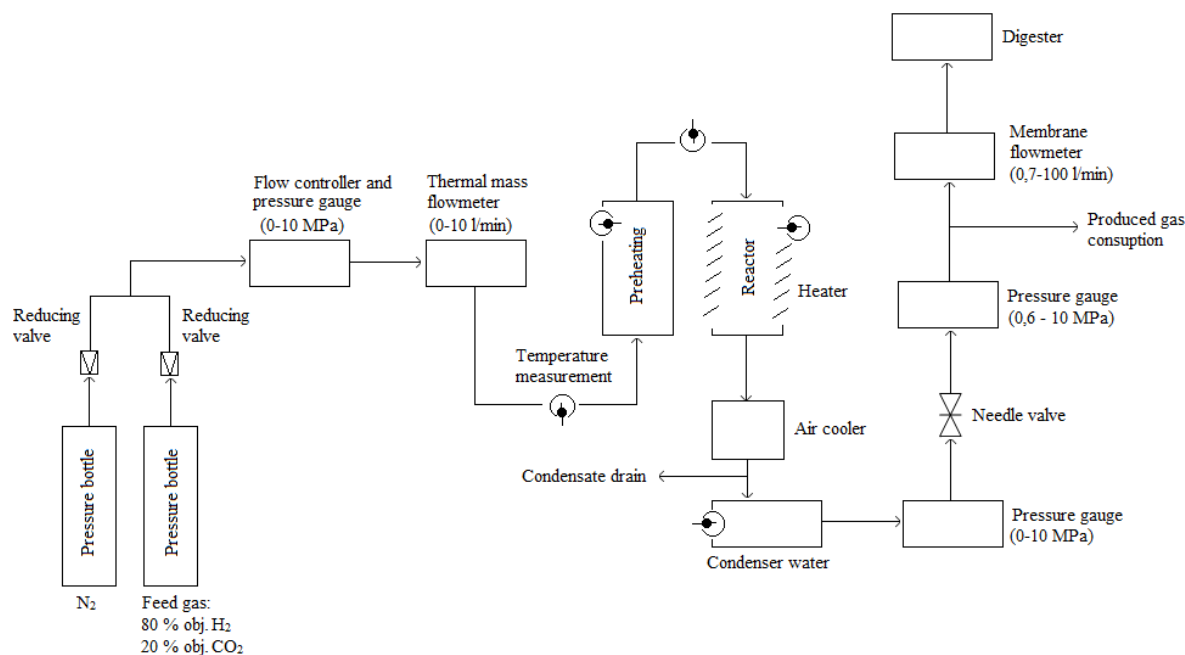 Digester
Membrane
flowmeter
(0,7-100 l/min)
Flow controller and
pressure gauge
(0-10 MPa)
Thermal mass
flowmeter
(0-10 l/min)
Produced gas
consuption
Preheating
Reactor
Heater
Pressure gauge
(0,6 - 10 MPa)
Reducing
valve
Reducing
valve
Temperature
measurement
Needle valve
Air cooler
Condensate drain
Pressure bottle
Pressure bottle
Pressure gauge
(0-10 MPa)
Condenser water
N₂
Feed gas:
80 % obj. H₂
20 % obj. CO₂